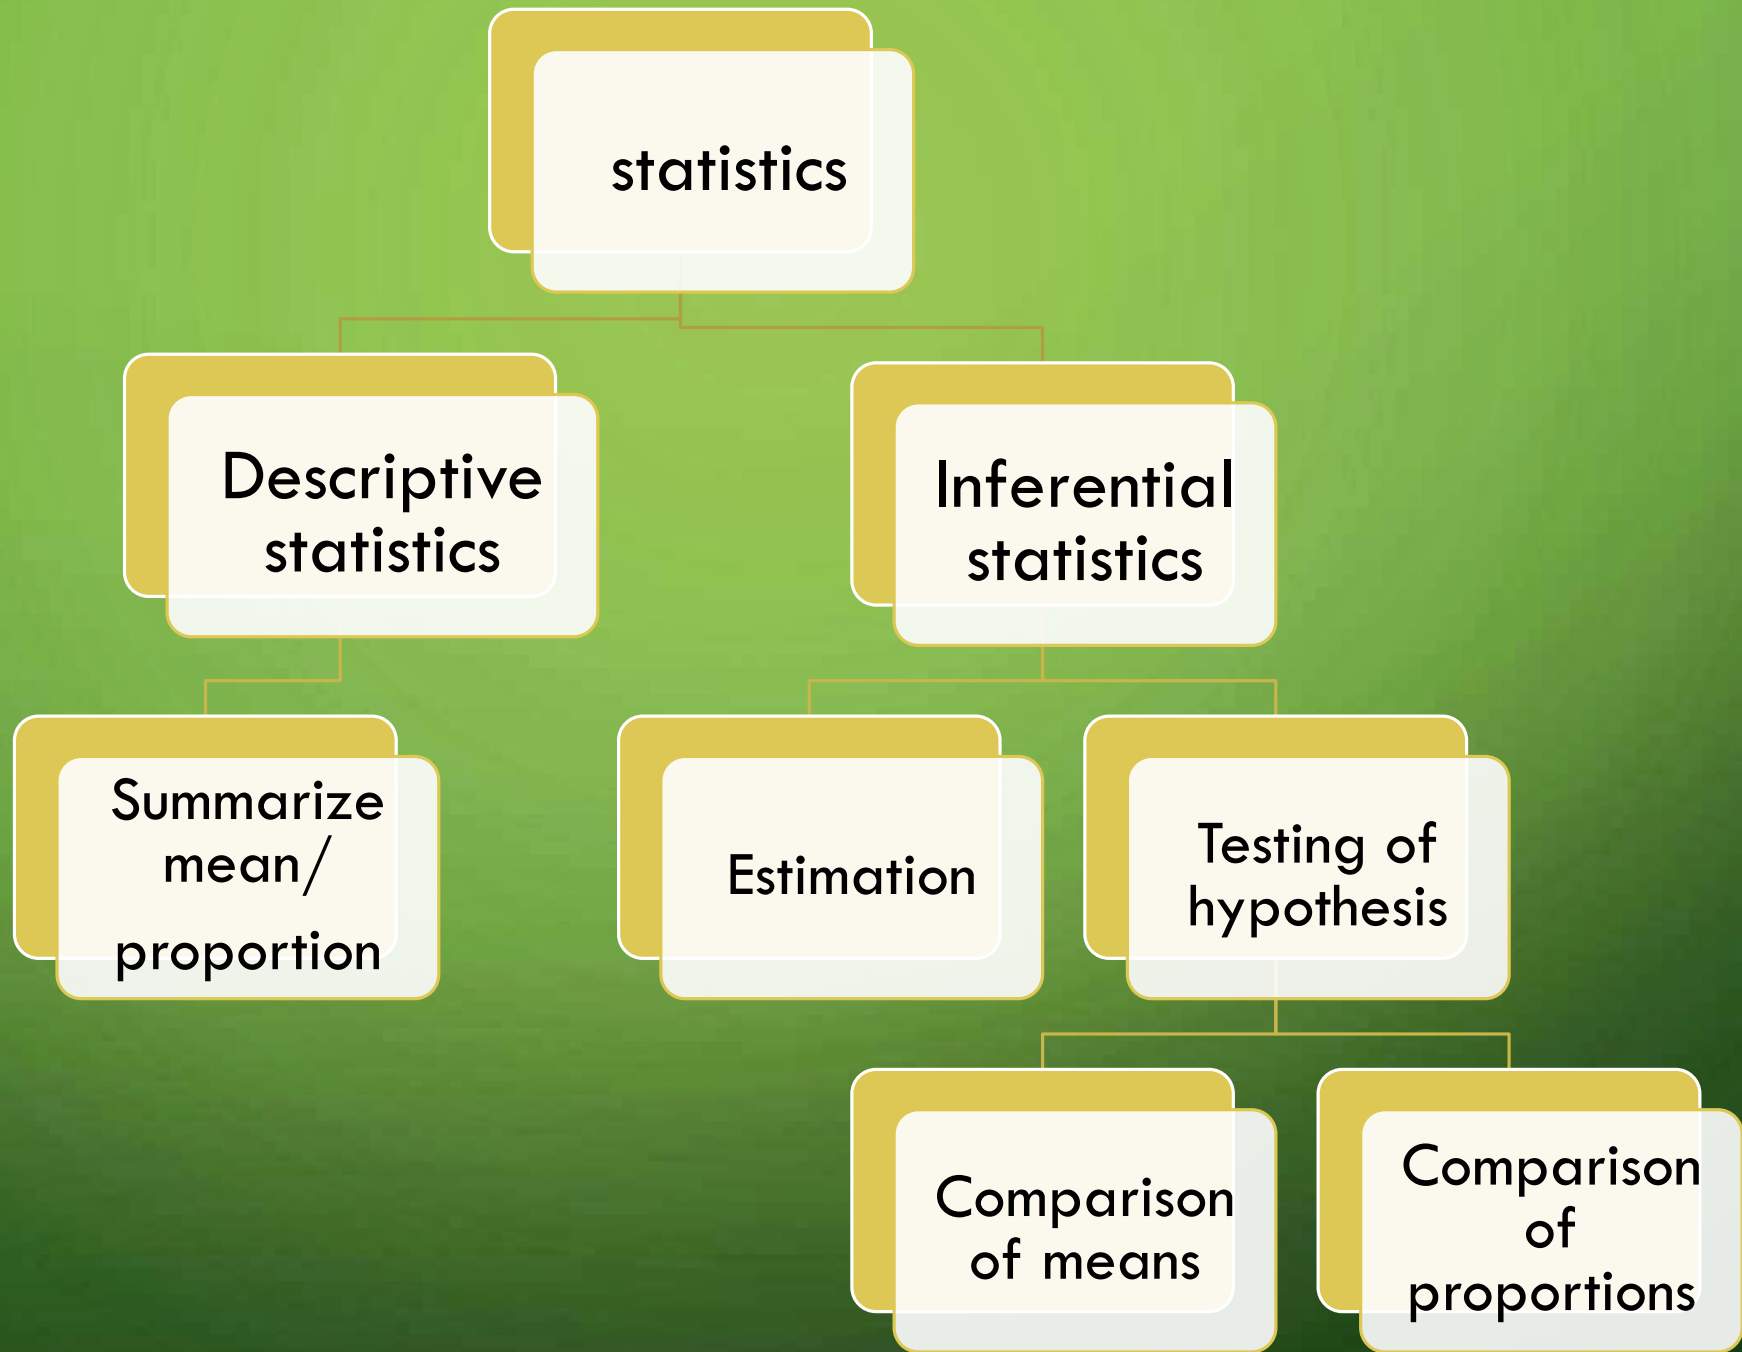 statistics
Descriptive
statistics
Inferential
statistics
Summarize
mean/
proportion
Estimation
Testing of
hypothesis
Comparison
of means
Comparison
of
proportions